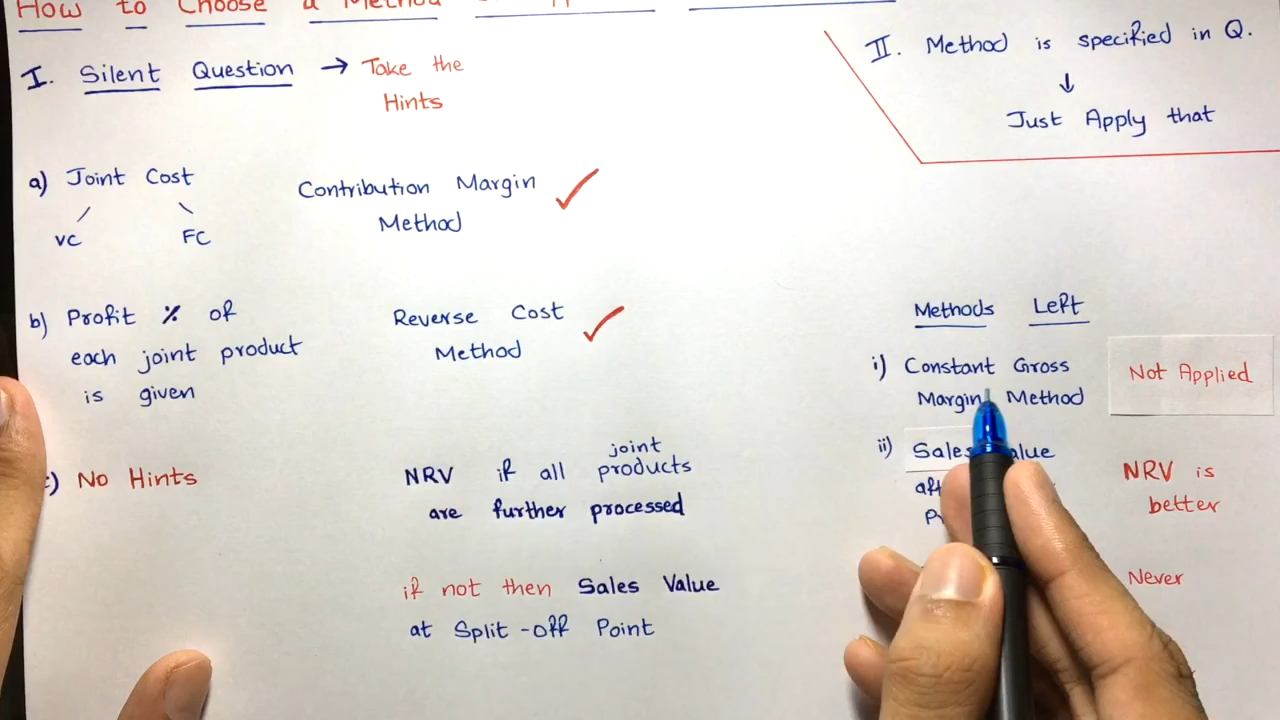 How to Choose a Method
I. Silent Question → Take the
Hints
II. Method is specified in Q.
↓
Just Apply that
a) Joint Cost
VC FC
Contribution Margin
Method
b) Profit % of
each joint product
is given
Reverse Cost
Method
c) No Hints
NRV if all joint products
are further processed
if not then Sales Value
at Split-off Point
Methods Left
i) Constant Gross
Margin Method
Not Applied
ii) Sales
NRV is
better
Never